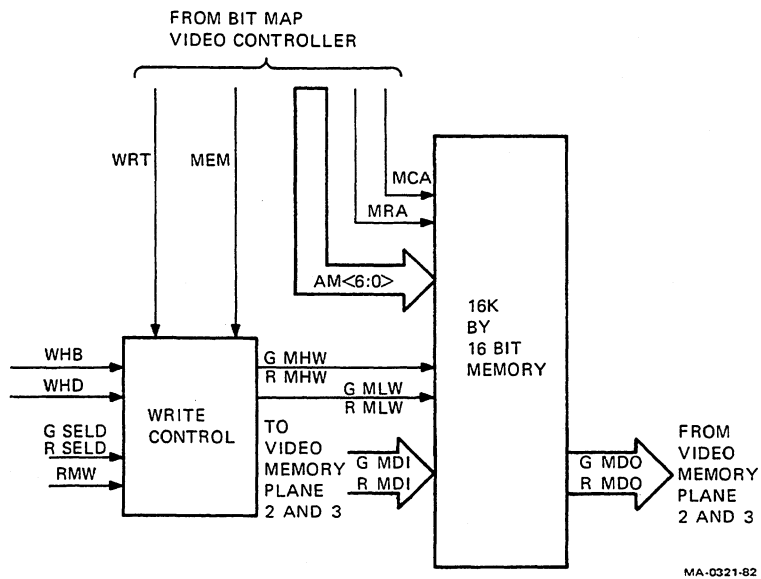 FROM BIT MAP
VIDEO CONTROLLER
WRT
MEM
MCA
MRA
AM<6:0>
16K
BY
16 BIT
MEMORY
WHB
WHD
G SELD
R SELD
RMW
WRITE
CONTROL
G MHW
R MHW
G MLW
R MLW
TO
VIDEO
MEMORY
PLANE
2 AND 3
G MDI
R MDI
G MDO
R MDO
FROM
VIDEO
MEMORY
PLANE
2 AND 3
MA-0321-82